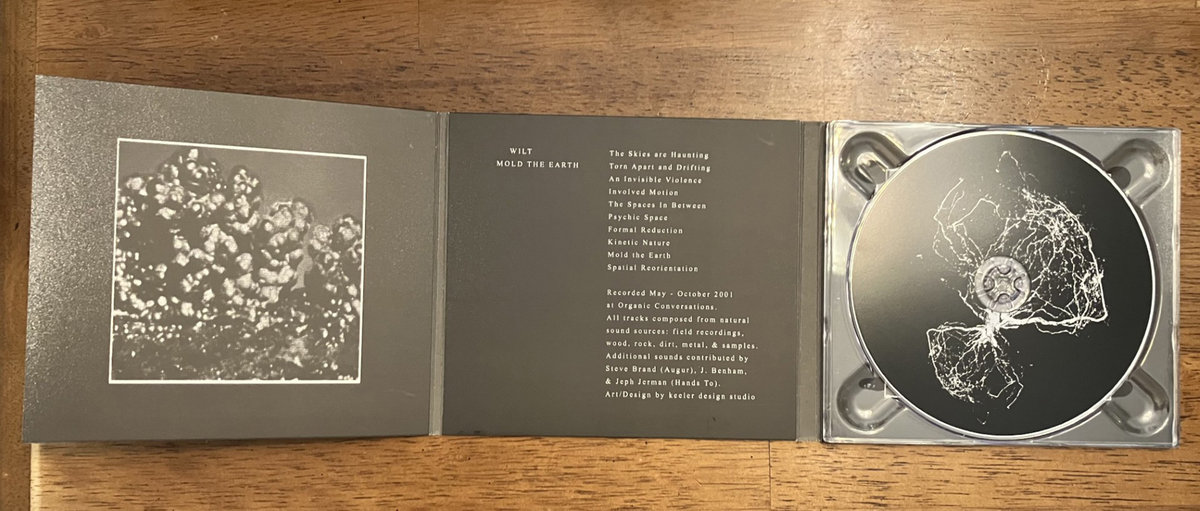 WILT
MOLD THE EARTH
The Skies are Haunting
Torn Apart and Drifting
An Invisible Violence
Involved Motion
The Spaces In Between
Psychic Space
Formal Reduction
Kinetic Nature
Mold the Earth
Spatial Reorientation
Recorded May - October 2001
at Organic Conversations.
All tracks composed from natural
sound sources: field recordings,
wood, rock, dirt, metal, & samples.
Additional sounds contributed by
Steve Brand (Augur), J. Benham,
& Jeph Jerman (Hands To).
Art/Design by keeler design studio